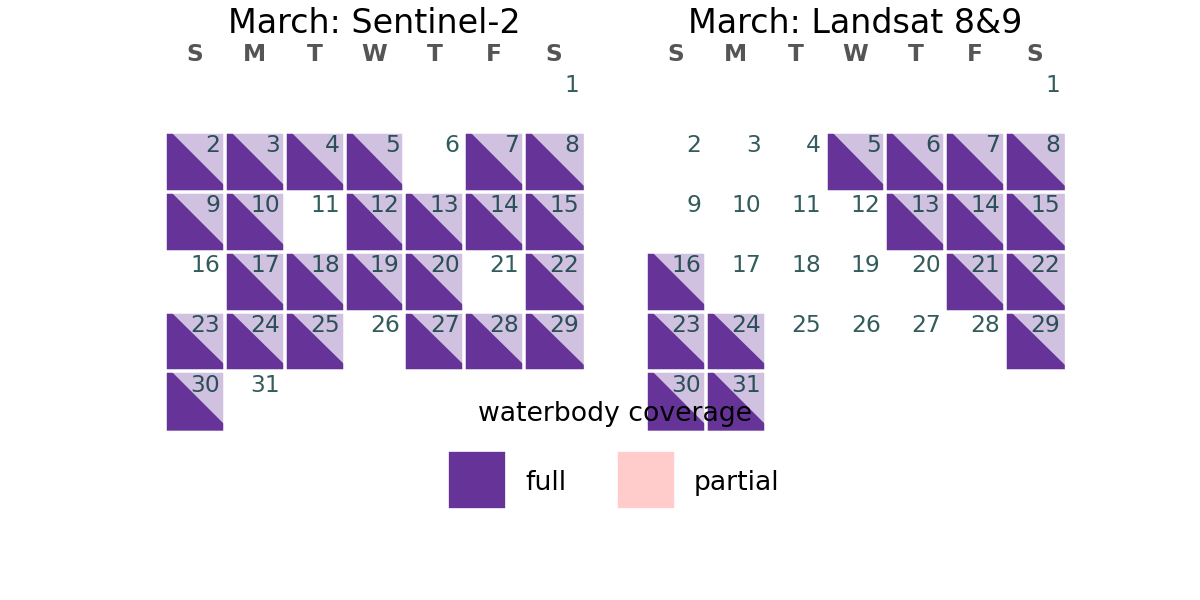 March: Sentinel-2
S M T W T F S
1
2 3 4 5 6 7 8
9 10 11 12 13 14 15
16 17 18 19 20 21 22
23 24 25 26 27 28 29
30 31
March: Landsat 8&9
S M T W T F S
1
2 3 4 5 6 7 8
9 10 11 12 13 14 15
16 17 18 19 20 21 22
23 24 25 26 27 28 29
30 31
waterbody coverage
full partial